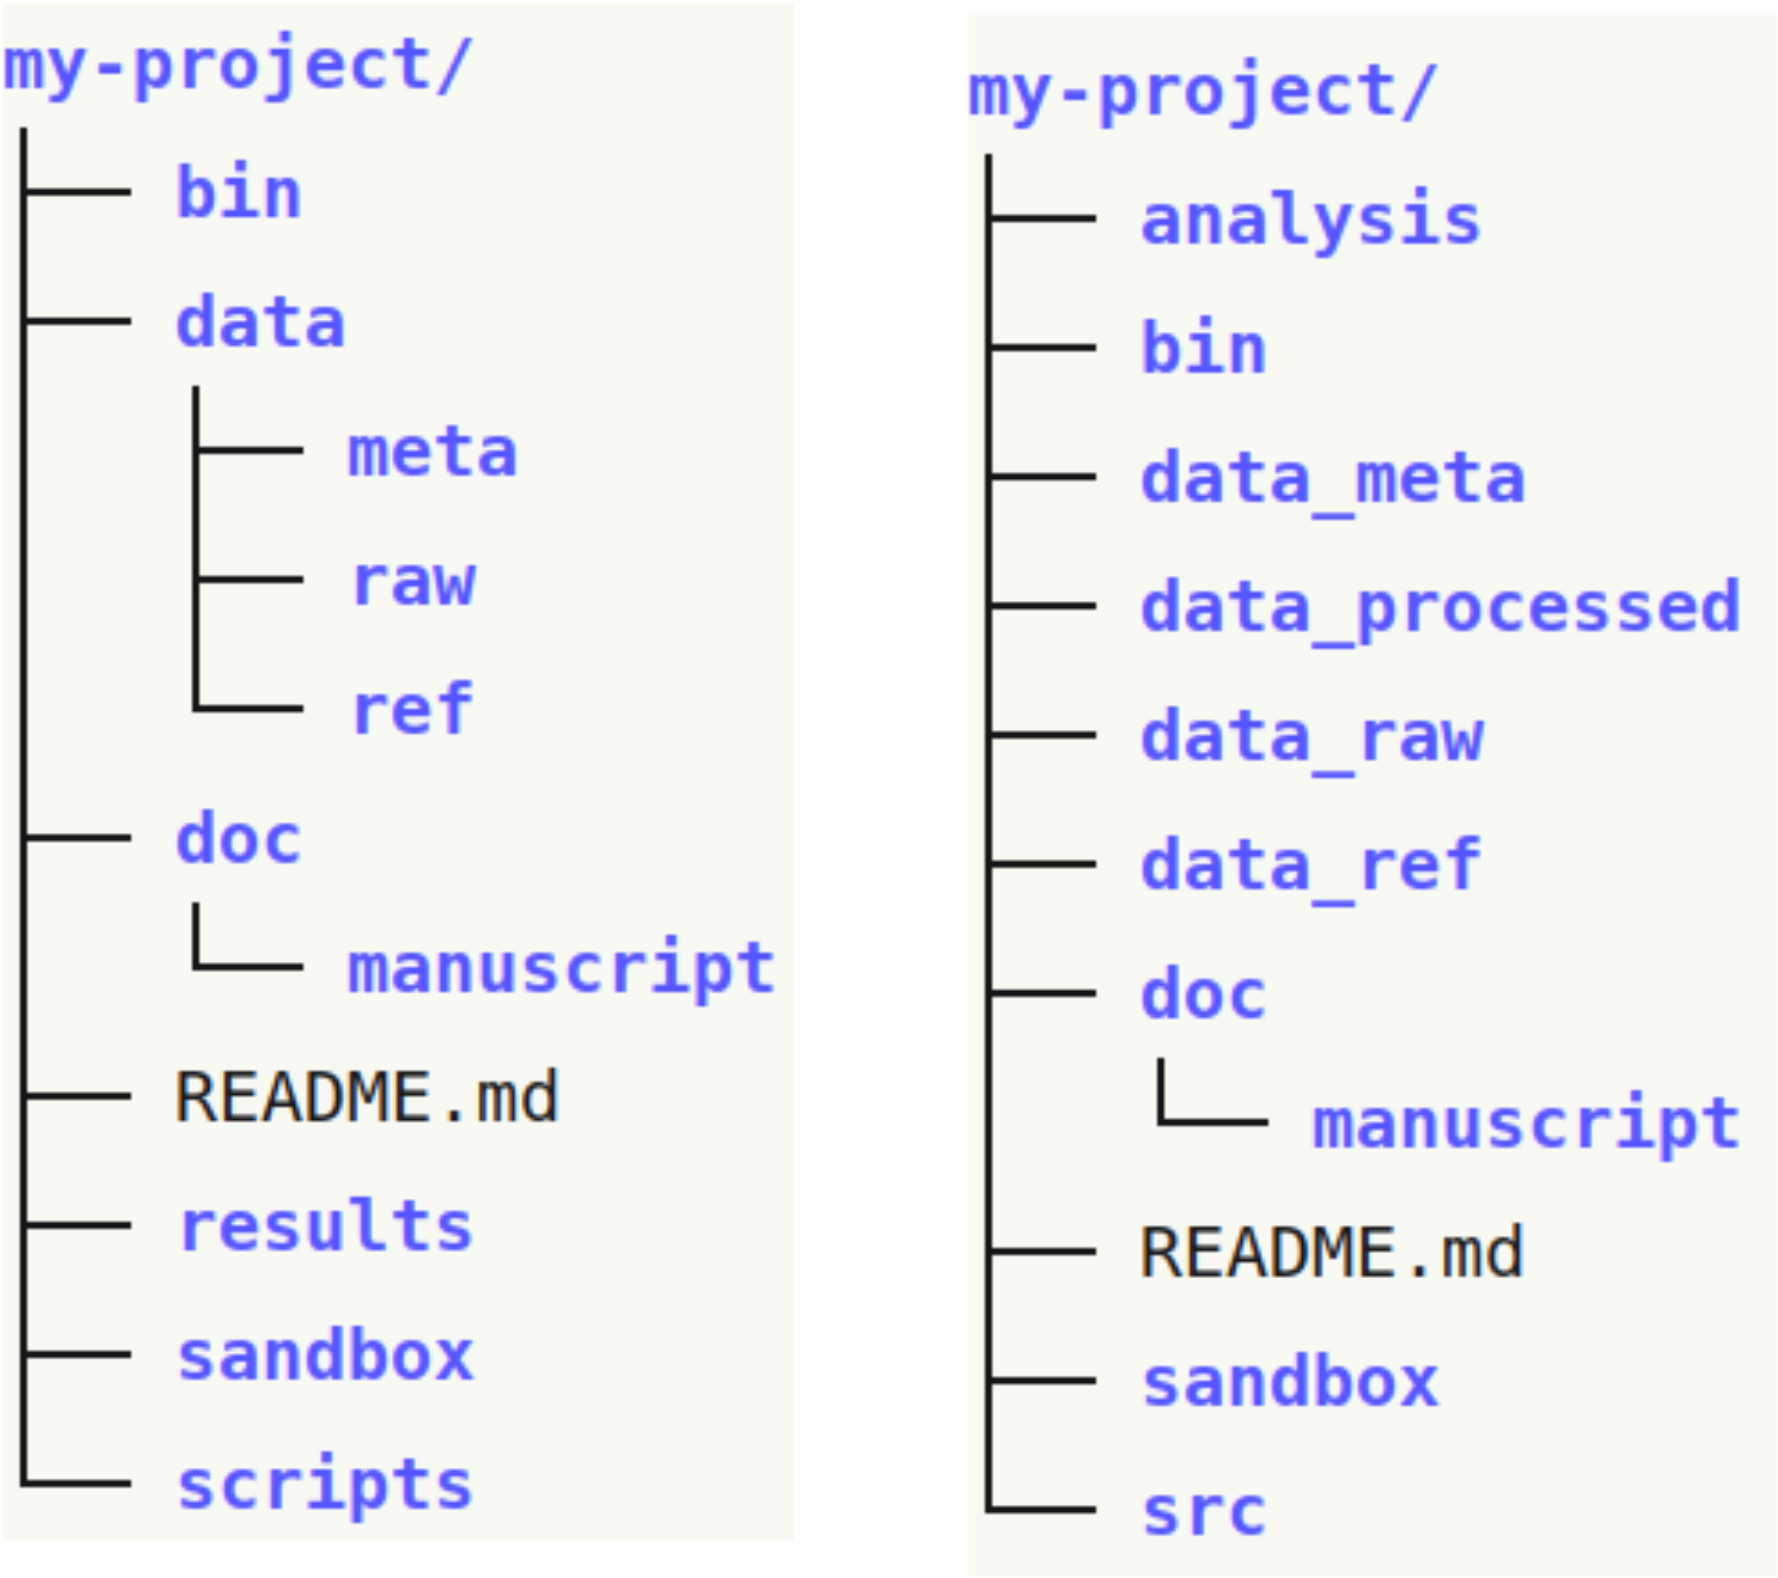 my-project/
bin
data
meta
raw
ref
doc
manuscript
README.md
results
sandbox
scripts
my-project/
analysis
bin
data_meta
data_processed
data_raw
data_ref
doc
manuscript
README.md
sandbox
src